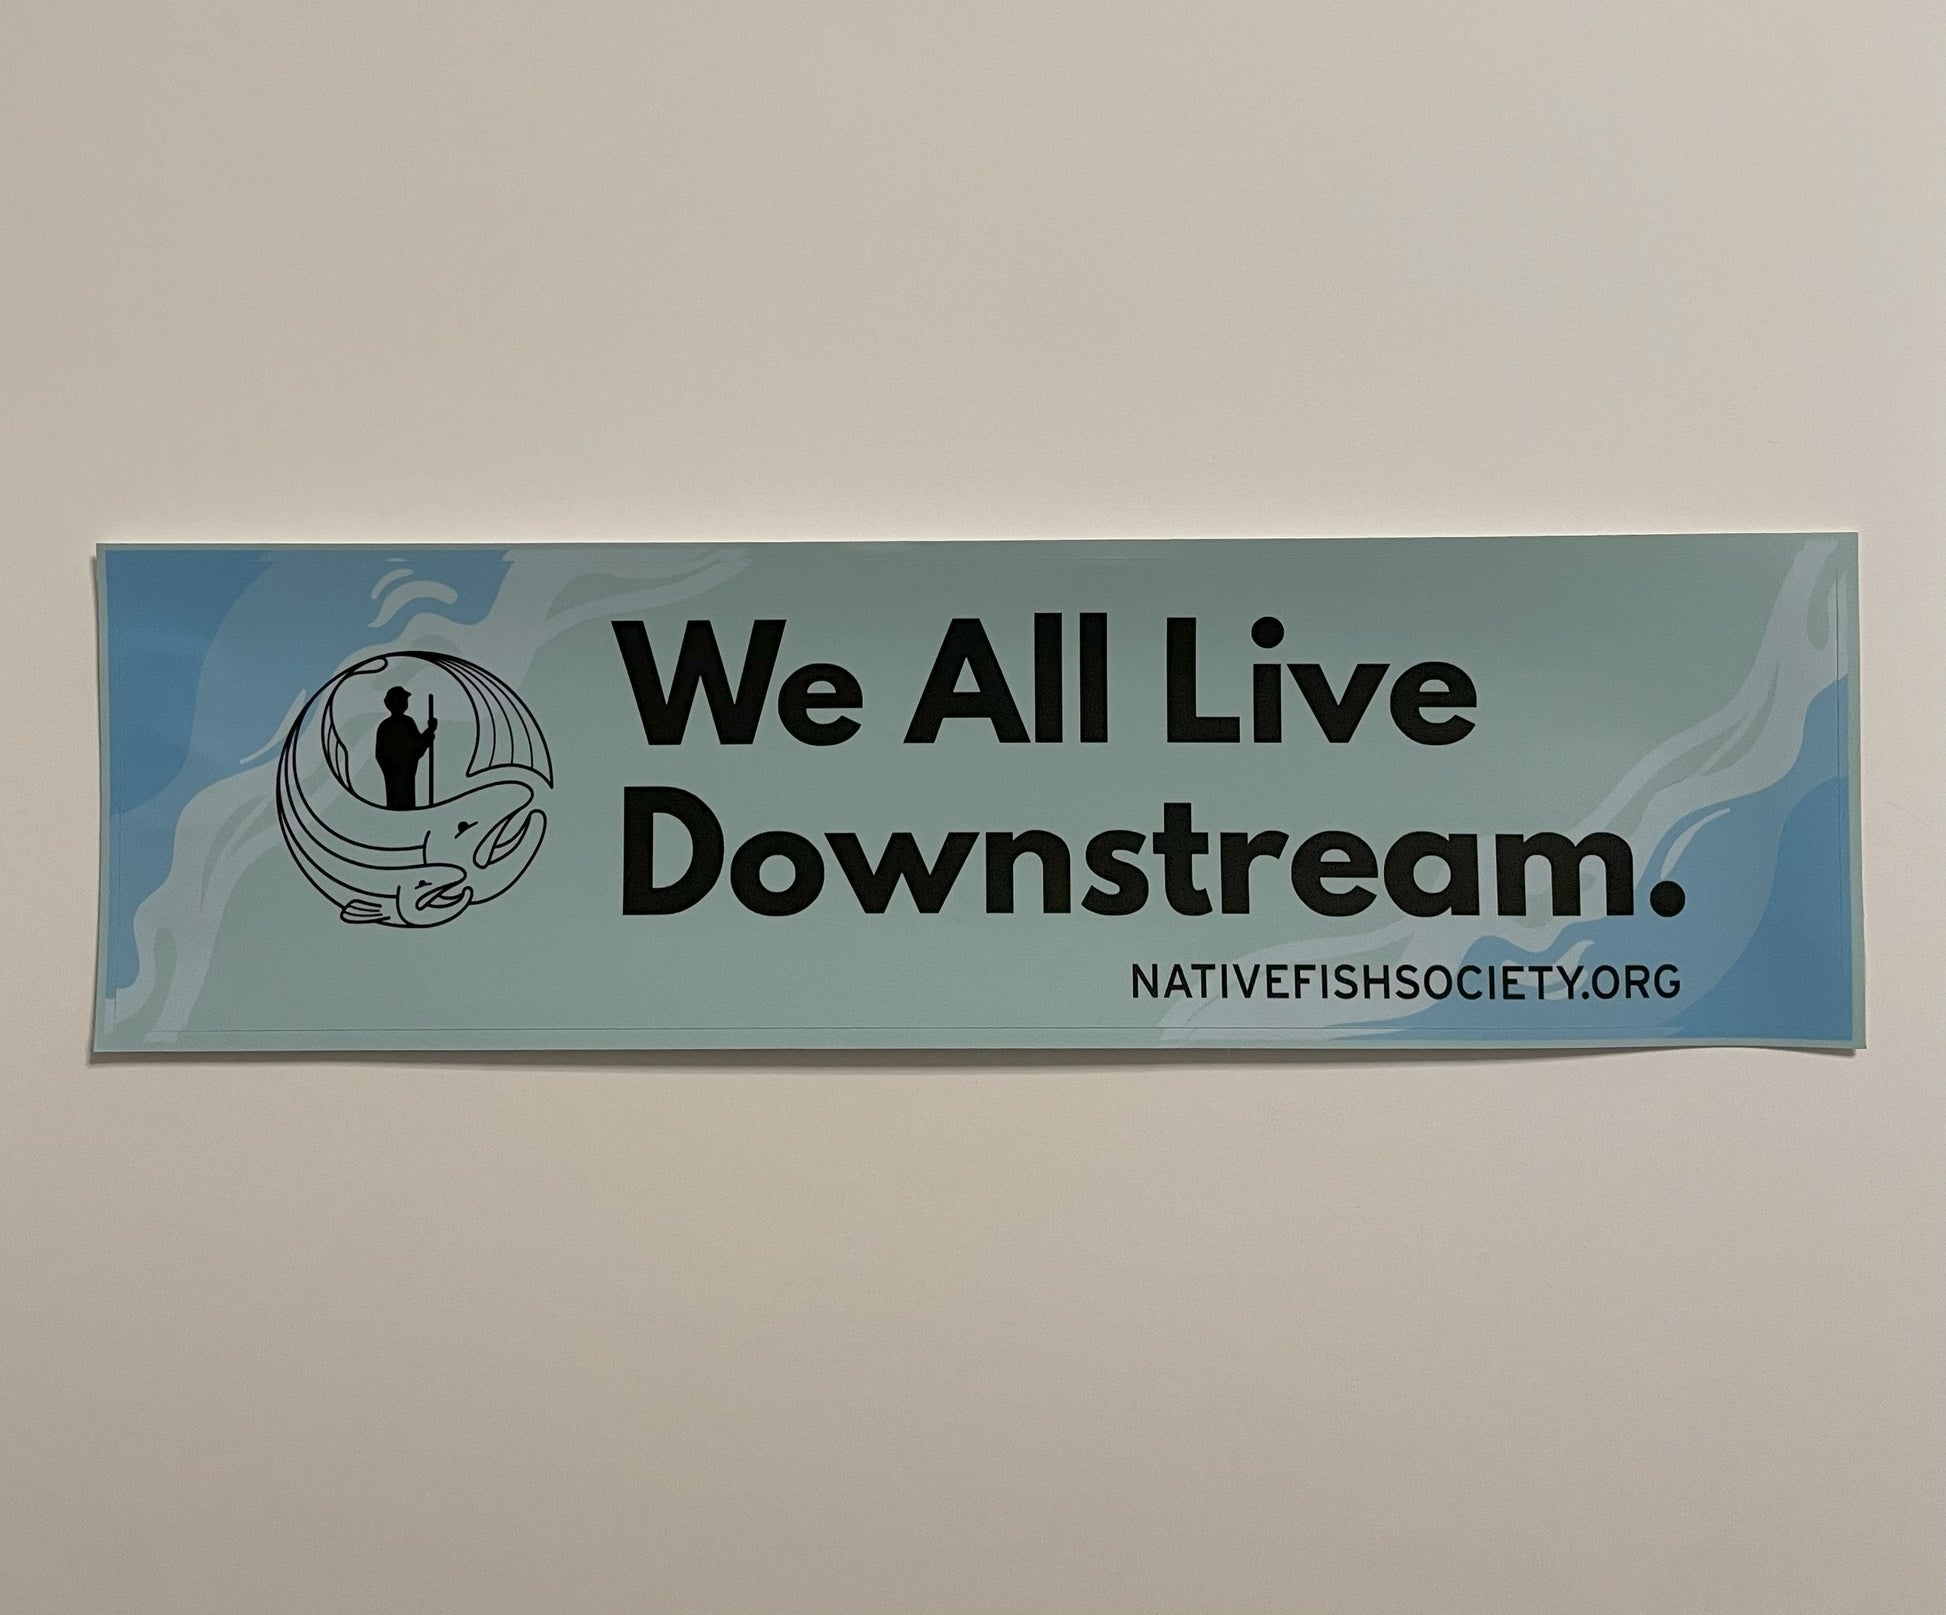 We All Live
Downstream.
NATIVEFISHSOCIETY.ORG